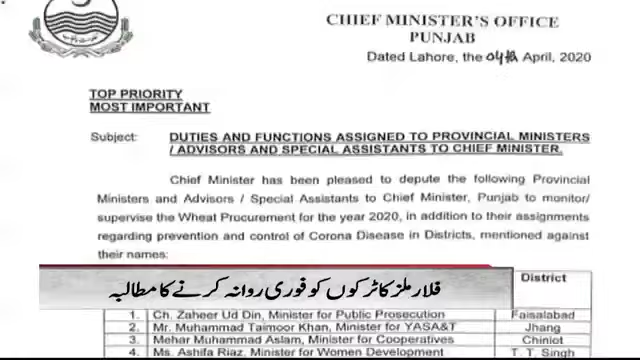 CHIEF MINISTER'S OFFICE
PUNJAB
Dated Lahore, the 04th April, 2020
TOP PRIORITY
MOST IMPORTANT
Subject: DUTIES AND FUNCTIONS ASSIGNED TO PROVINCIAL MINISTERS
/ ADVISORS AND SPECIAL ASSISTANTS TO CHIEF MINISTER.
Chief Minister has been pleased to depute the following Provincial
Ministers and Advisors / Special Assistants to Chief Minister, Punjab to monitor/
supervise the Wheat Procurement for the year 2020, in addition to their assignments
regarding prevention and control of Corona Disease in Districts, mentioned against
their names:
فلار ملز کا ٹرکوں کو فوری روانہ کرنے کا مطالبہ
District
1. Ch. Zaheer Ud Din, Minister for Public Prosecution Faisalabad
2. Mr. Muhammad Taimoor Khan, Minister for YASA&T Jhang
3. Mehar Muhammad Aslam, Minister for Cooperatives Chiniot
4. Ms. Ashifa Riaz, Minister for Women Development T. T. Singh